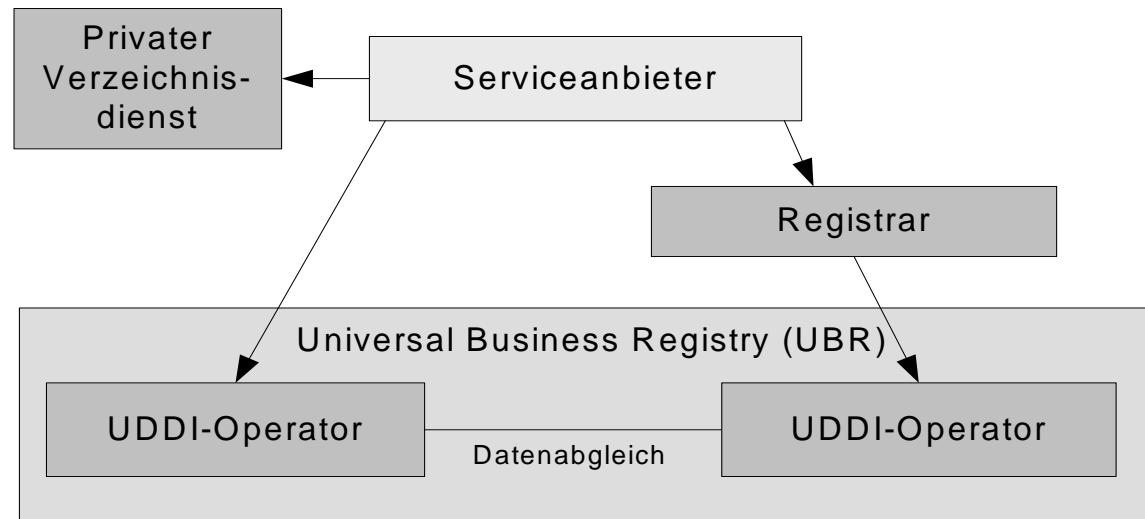 Privater
Verzeichnis-
dienst
Serviceanbieter
Registrar
Universal Business Registry (UBR)
UDDI-Operator
Datenabgleich
UDDI-Operator